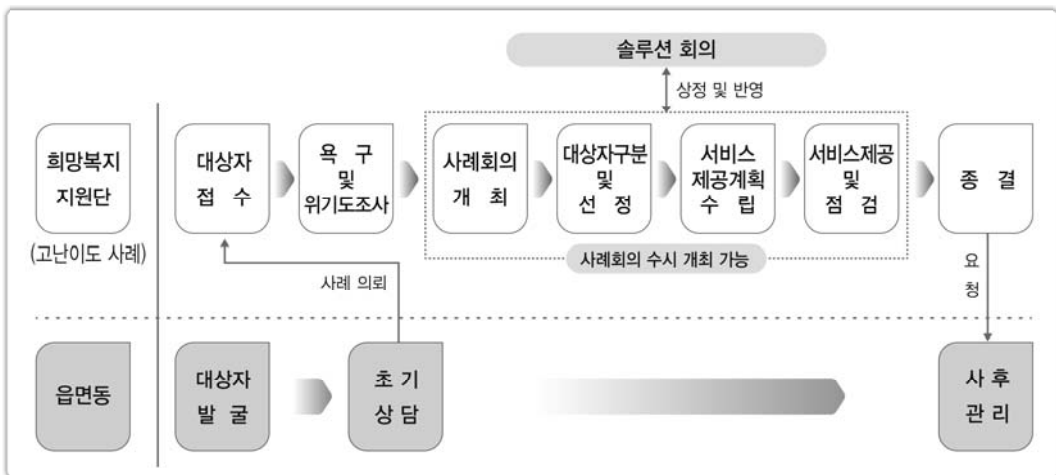 솔루션 회의
상정 및 반영
희망복지
지원단
(고난이도 사례)
대상자
접 수
욕 구
및
위기도조사
사례회의
개 최
대상자구분
및
선 정
서비스
제공계획
수 립
서비스제공
및
점 검
종 결
사례회의 수시 개최 가능
사례 의뢰
요
청
읍면동
대상자
발 굴
초 기
상 담
사 후
관 리